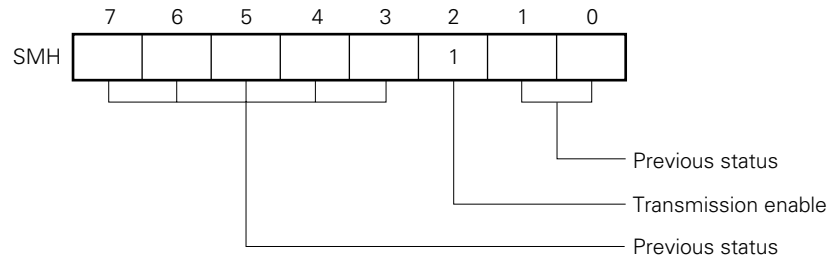 7 6 5 4 3 2 1 0
SMH 1
Previous status
Transmission enable
Previous status